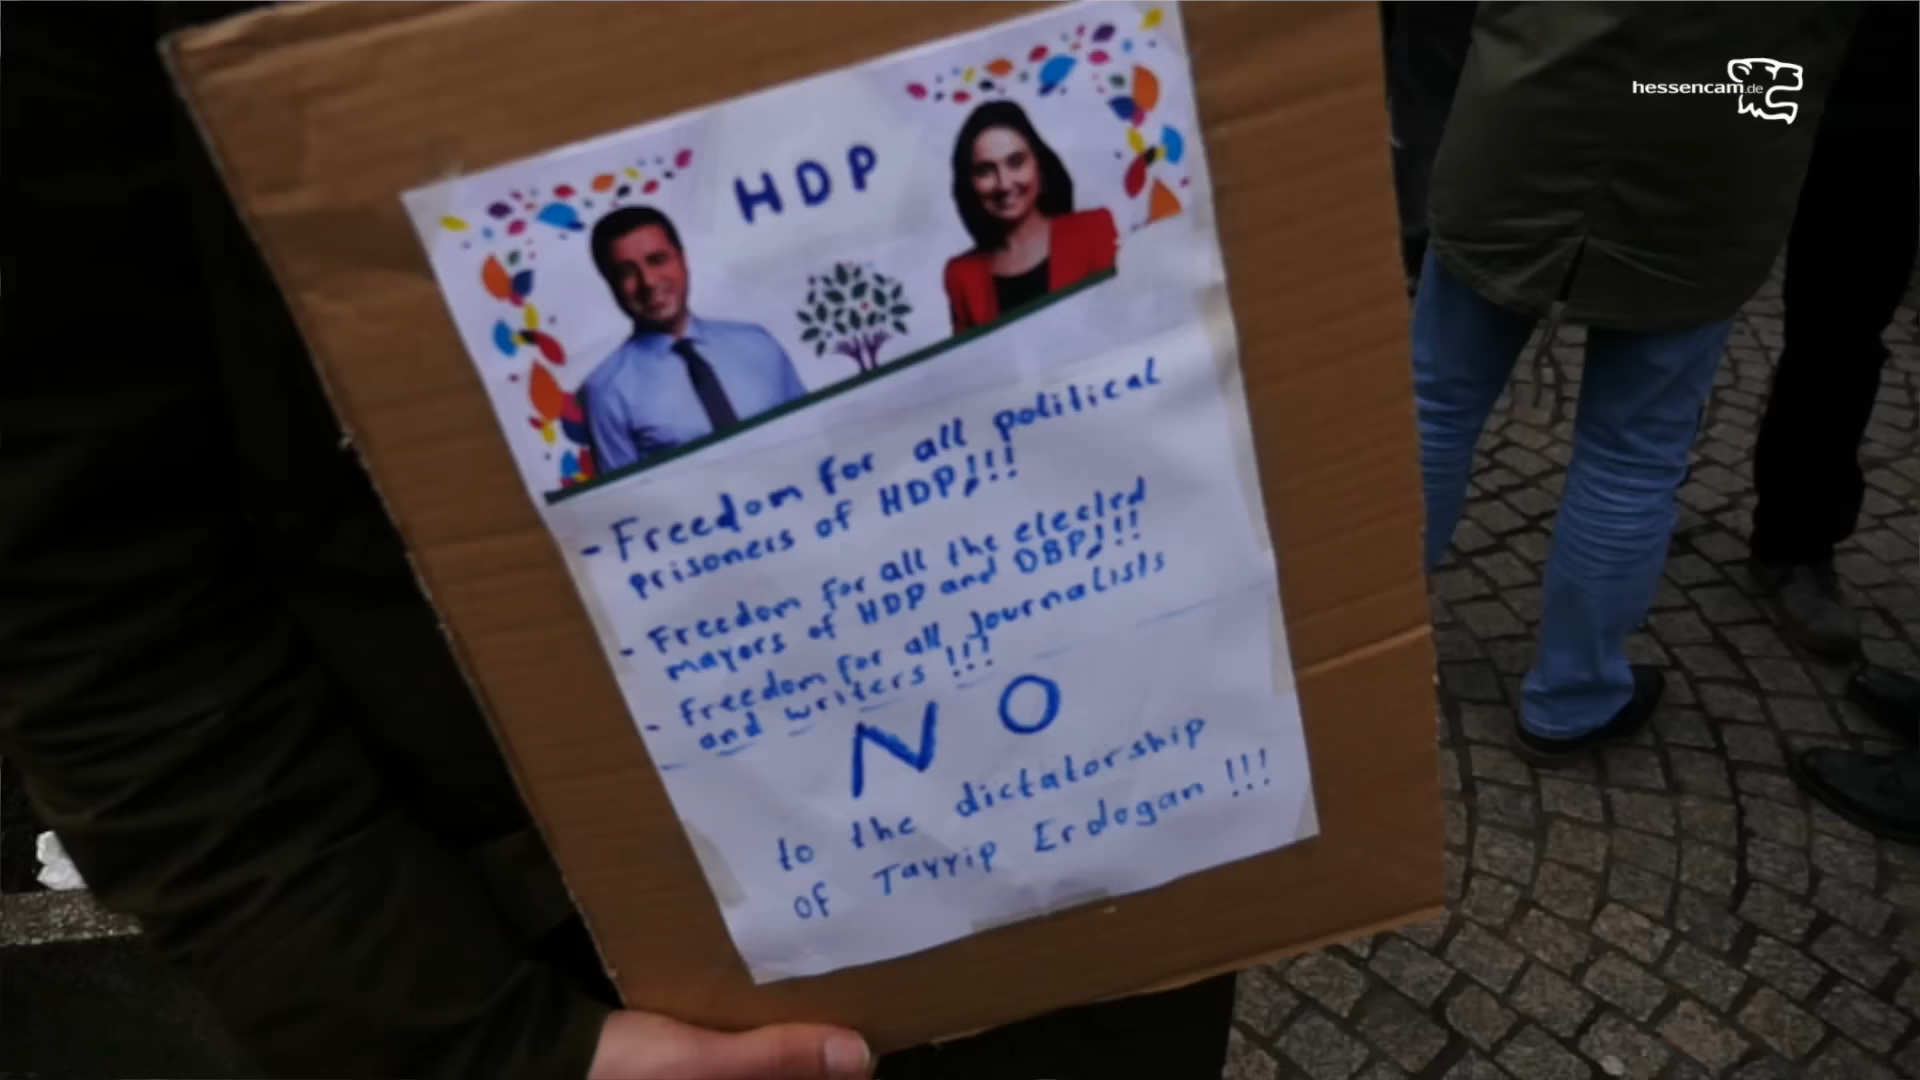 hessencam.de
HDP
- Freedom for all political
prisoners of HDP!!!
- Freedom for all the elected
mayors of HDP and DBP!!!
- Freedom for all Journalists
and writers !!!
NO
to the dictatorship
of Tayyip Erdogan !!!